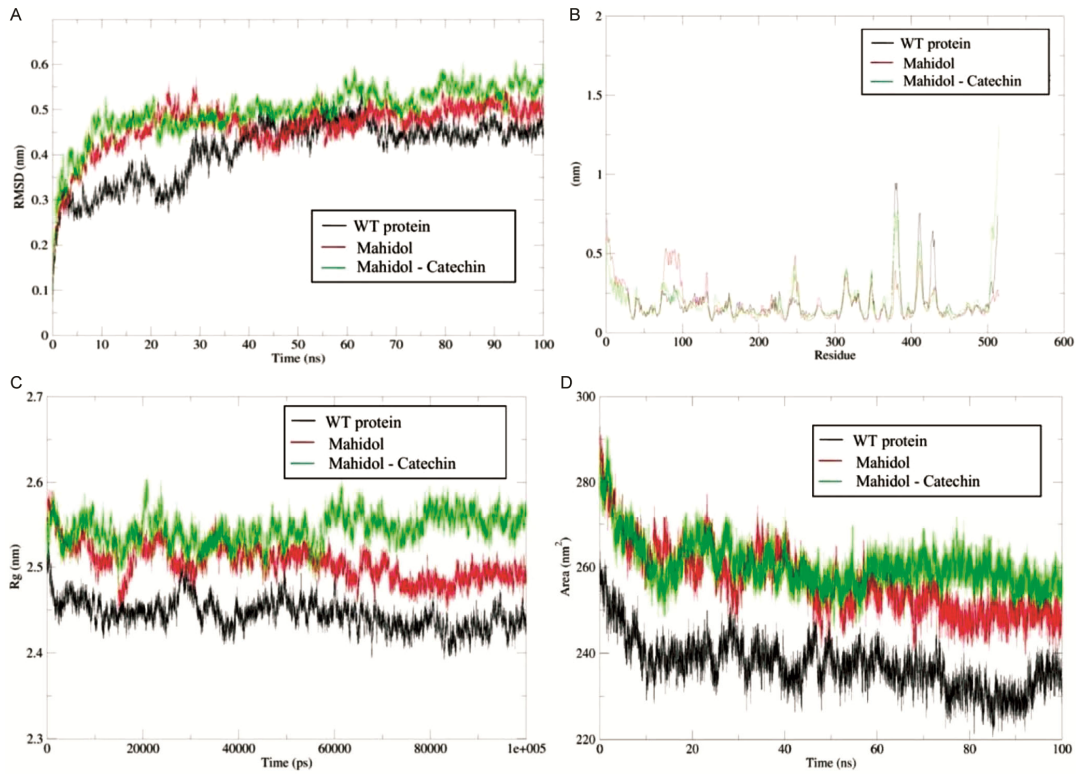 A
0.6
0.5
0.4
0.3
0.2
0.1
0
RMSD (nm)
WT protein
Mahidol
Mahidol - Catechin
0 10 20 30 40 50 60 70 80 90 100
Time (ns)
B
2
1.5
1
0.5
0
(nm)
WT protein
Mahidol
Mahidol - Catechin
0 100 200 300 400 500 600
Residue
C
2.7
2.6
2.5
2.4
2.3
Rg (nm)
WT protein
Mahidol
Mahidol - Catechin
0 20000 40000 60000 80000 1e+005
Time (ps)
D
300
290
280
270
260
250
240
230
220
Area (nm²)
WT protein
Mahidol
Mahidol - Catechin
0 20 40 60 80 100
Time (ns)